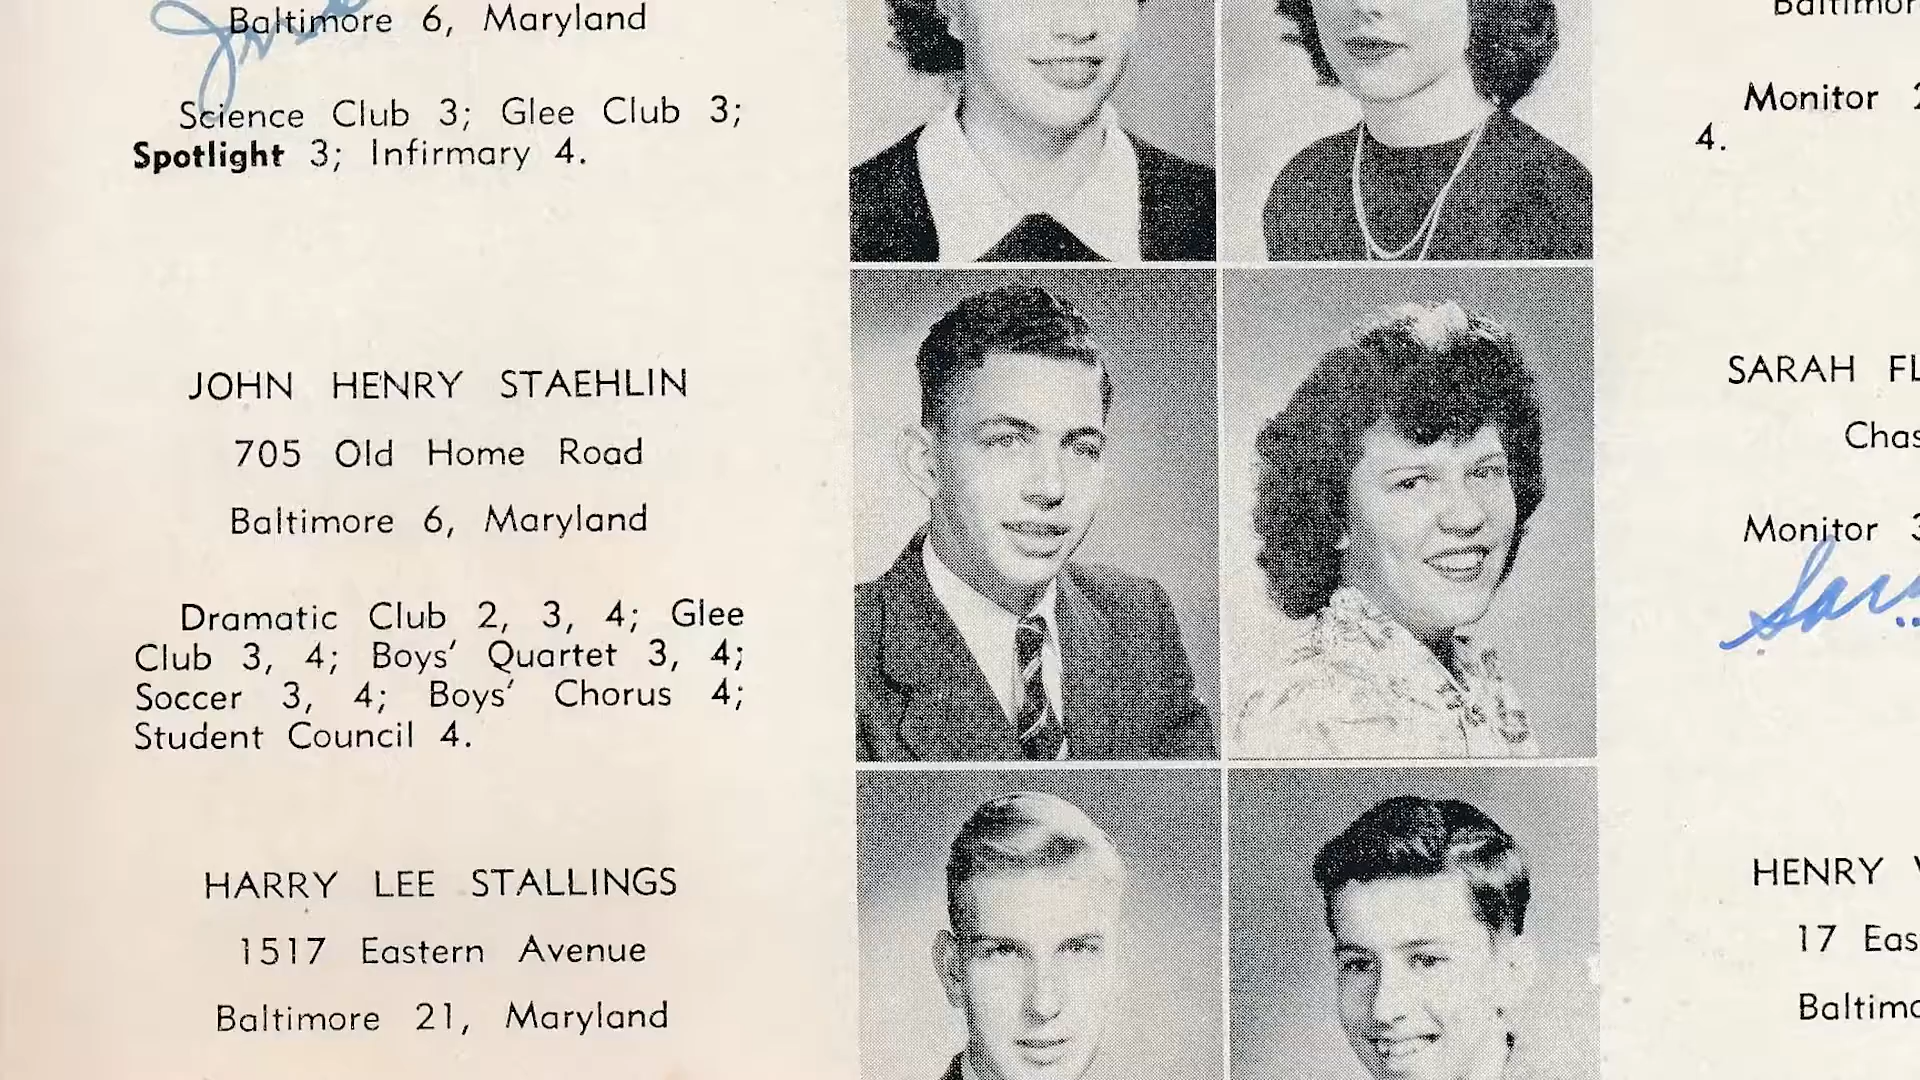 Baltimore 6, Maryland
Science Club 3; Glee Club 3;
Spotlight 3; Infirmary 4.
JOHN HENRY STAEHLIN
705 Old Home Road
Baltimore 6, Maryland
Dramatic Club 2, 3, 4; Glee
Club 3, 4; Boys' Quartet 3, 4;
Soccer 3, 4; Boys' Chorus 4;
Student Council 4.
HARRY LEE STALLINGS
1517 Eastern Avenue
Baltimore 21, Maryland
Monitor
4.
SARAH
Monitor 3
HENRY
17